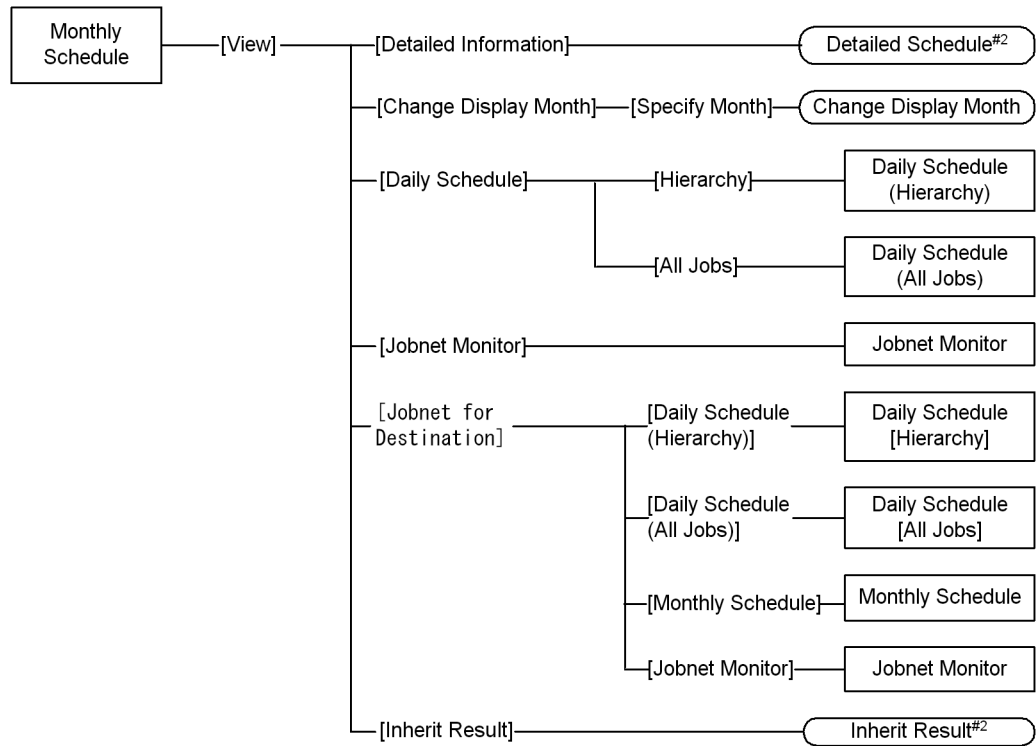 Monthly
Schedule
[View]
[Detailed Information]
Detailed Schedule#2
[Change Display Month]
[Specify Month]
Change Display Month
[Daily Schedule]
[Hierarchy]
Daily Schedule
(Hierarchy)
[All Jobs]
Daily Schedule
(All Jobs)
[Jobnet Monitor]
Jobnet Monitor
[Jobnet for
Destination]
[Daily Schedule
(Hierarchy)]
Daily Schedule
[Hierarchy]
[Daily Schedule
(All Jobs)]
Daily Schedule
[All Jobs]
[Monthly Schedule]
Monthly Schedule
[Jobnet Monitor]
Jobnet Monitor
[Inherit Result]
Inherit Result#2